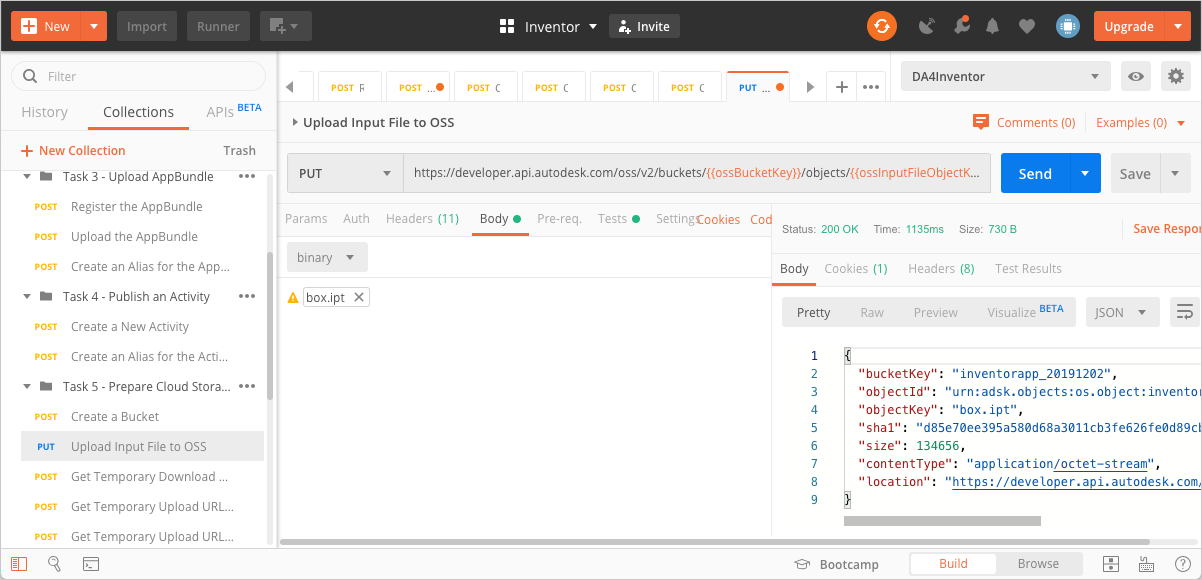 New
Import
Runner
Inventor
Invite
Upgrade
Filter
History
Collections
APIs BETA
New Collection
Trash
Task 3 - Upload AppBundle
POST Register the AppBundle
POST Upload the AppBundle
POST Create an Alias for the App...
Task 4 - Publish an Activity
POST Create a New Activity
POST Create an Alias for the Acti...
Task 5 - Prepare Cloud Stora...
POST Create a Bucket
PUT Upload Input File to OSS
POST Get Temporary Download ...
POST Get Temporary Upload URL...
POST Get Temporary Upload URL...
POST
POST ...
POST C
POST C
POST C
POST C
PUT ...
DA4Inventor
Upload Input File to OSS
Comments (0)
Examples (0)
PUT
https://developer.api.autodesk.com/oss/v2/buckets/{{ossBucketKey}}/objects/{{ossInputFileObjectK...
Send
Save
Params
Auth
Headers (11)
Body
Pre-req.
Tests
Settings
Cookies
Cod
binary
box.ipt
Status: 200 OK
Time: 1135ms
Size: 730 B
Save Respon
Body
Cookies (1)
Headers (8)
Test Results
Pretty
Raw
Preview
Visualize BETA
JSON
1 {
2 "bucketKey": "inventorapp_20191202",
3 "objectId": "urn:adsk.objects:os.object:inventor
4 "objectKey": "box.ipt",
5 "sha1": "d85e70ee395a580d68a3011cb3fe626fe0d89cb
6 "size": 134656,
7 "contentType": "application/octet-stream",
8 "location": "https://developer.api.autodesk.com/
9 }
Bootcamp
Build
Browse